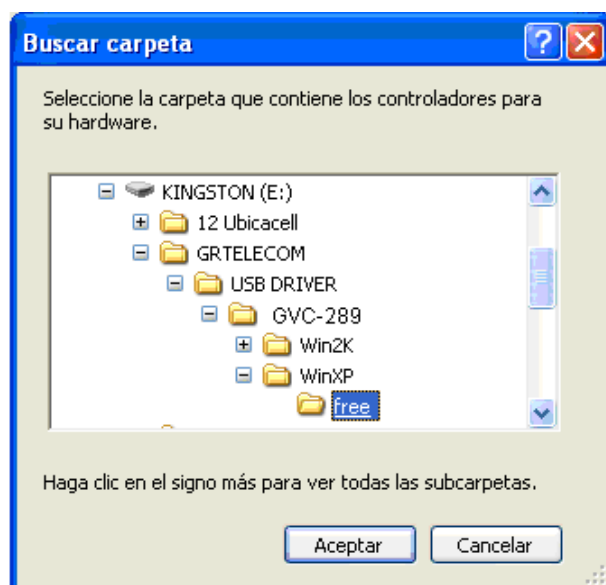 Buscar carpeta
Seleccione la carpeta que contiene los controladores para
su hardware.
KINGSTON (E:)
12 Ubicacell
GRTELECOM
USB DRIVER
GVC-289
Win2K
WinXP
free
Haga clic en el signo más para ver todas las subcarpetas.
Aceptar
Cancelar